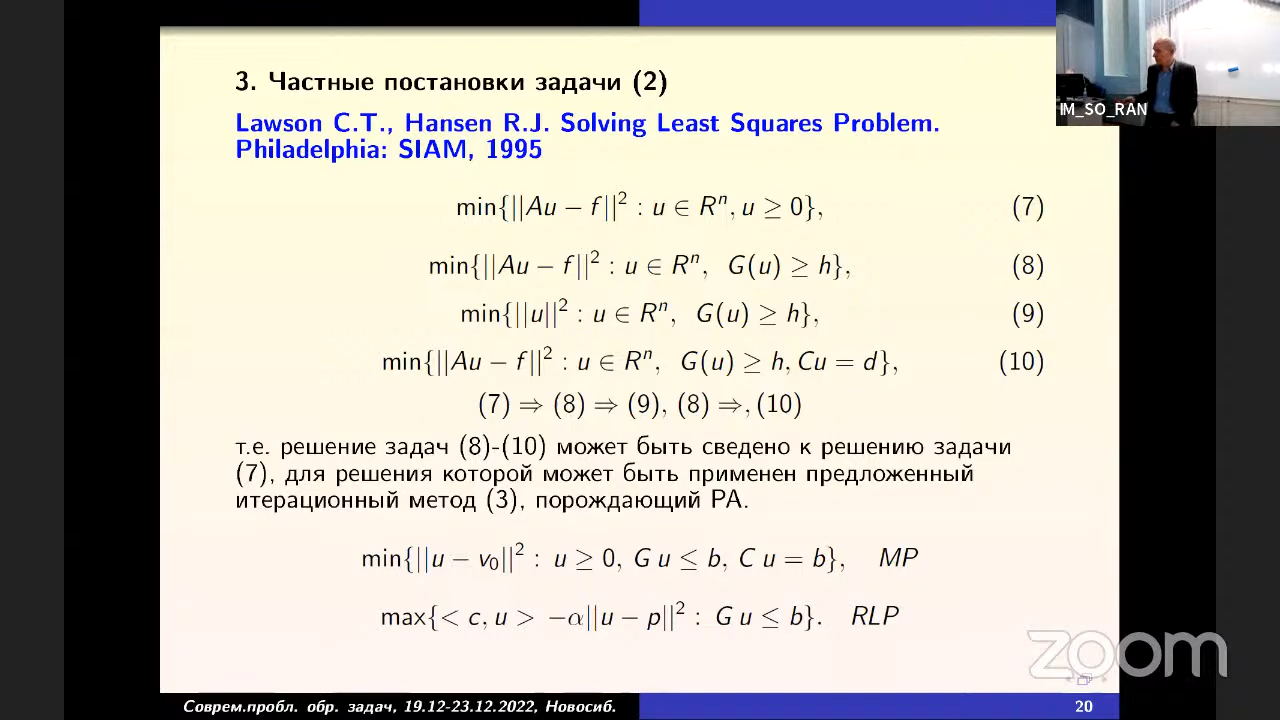 3. Частные постановки задачи (2)
Lawson C.T., Hansen R.J. Solving Least Squares Problem.
Philadelphia: SIAM, 1995
min{||Au − f||² : u ∈ Rⁿ, u ≥ 0}, (7)
min{||Au − f||² : u ∈ Rⁿ, G(u) ≥ h}, (8)
min{||u||² : u ∈ Rⁿ, G(u) ≥ h}, (9)
min{||Au − f||² : u ∈ Rⁿ, G(u) ≥ h, Cu = d}, (10)
(7) ⇒ (8) ⇒ (9), (8) ⇒, (10)
т.е. решение задач (8)-(10) может быть сведено к решению задачи
(7), для решения которой может быть применен предложенный
итерационный метод (3), порождающий РА.
min{||u − v₀||² : u ≥ 0, G u ≤ b, C u = b}, MP
max{< c, u > −α||u − p||² : G u ≤ b}. RLP
Соврем.пробл. обр. задач, 19.12-23.12.2022, Новосиб. 20
IM_SO_RAN
zoom